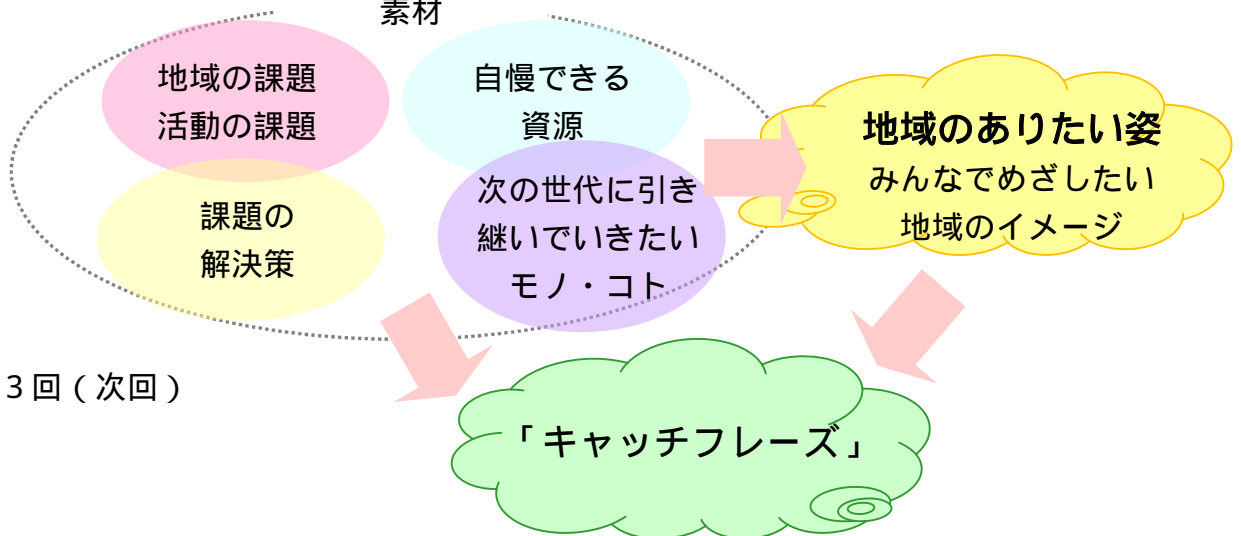 素材
地域の課題
活動の課題
自慢できる
資源
課題の
解決策
次の世代に引き
継いでいきたい
モノ・コト
地域のありたい姿
みんなでめざしたい
地域のイメージ
3回(次回)
「キャッチフレーズ」